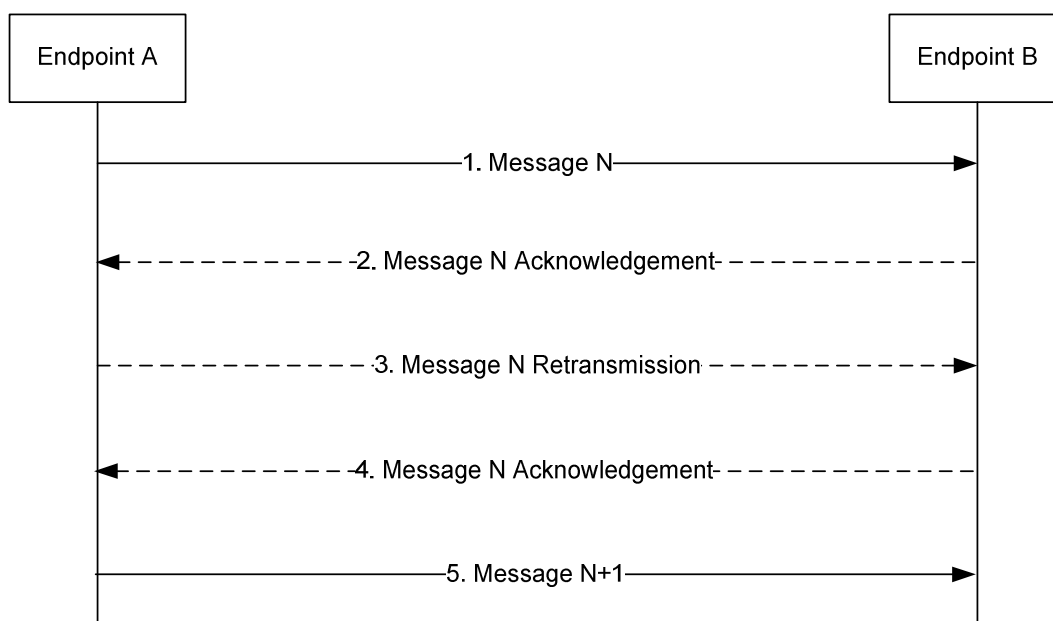 Endpoint A
Endpoint B
1. Message N
2. Message N Acknowledgement
3. Message N Retransmission
4. Message N Acknowledgement
5. Message N+1